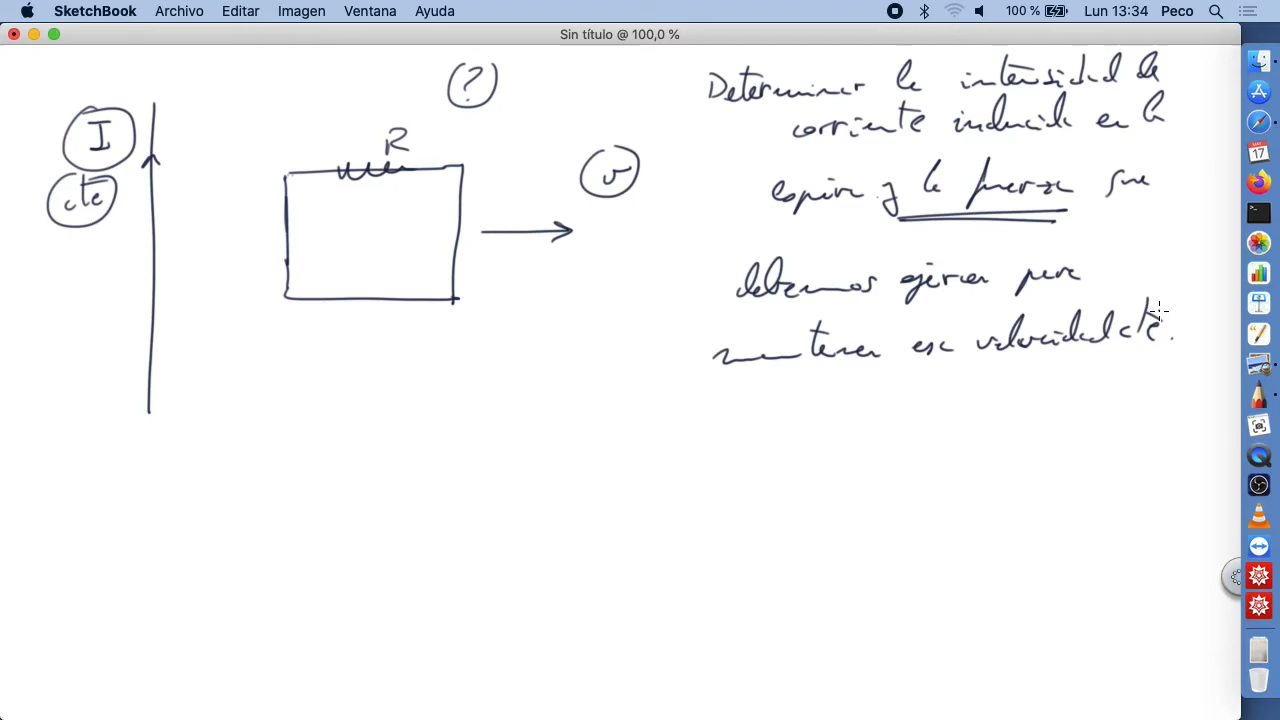 SketchBook Archivo Editar Imagen Ventana Ayuda 100 % Lun 13:34 Peco
Sin título @ 100,0 %
(?)
I
cte
R
v
Determinar la intensidad de
corriente inducida en la
espira y la fuerza que
debemos ejercer para
mantener esa velocidad cte.
17